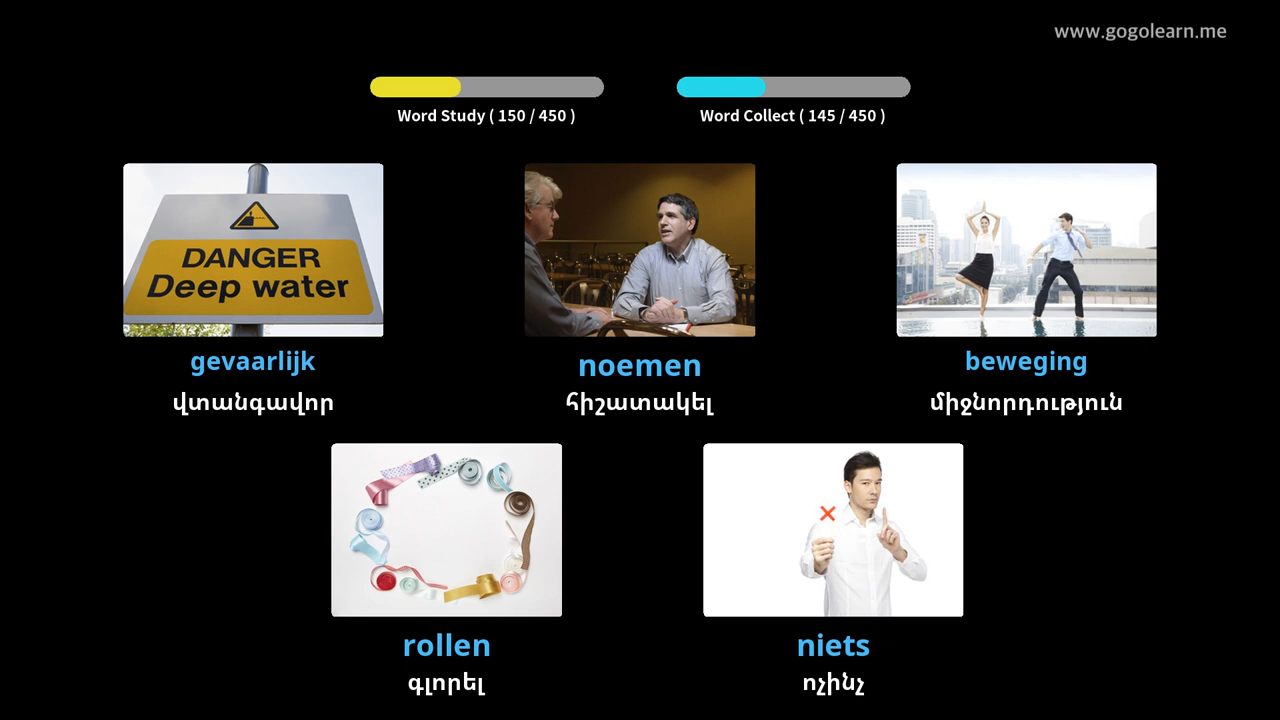 www.gogolearn.me
Word Study ( 150 / 450 )
Word Collect ( 145 / 450 )
DANGER
Deep water
gevaarlijk
noemen
beweging
վտանգավոր
հիշատակել
միջնորդություն
rollen
niets
գլորել
ոչինչ